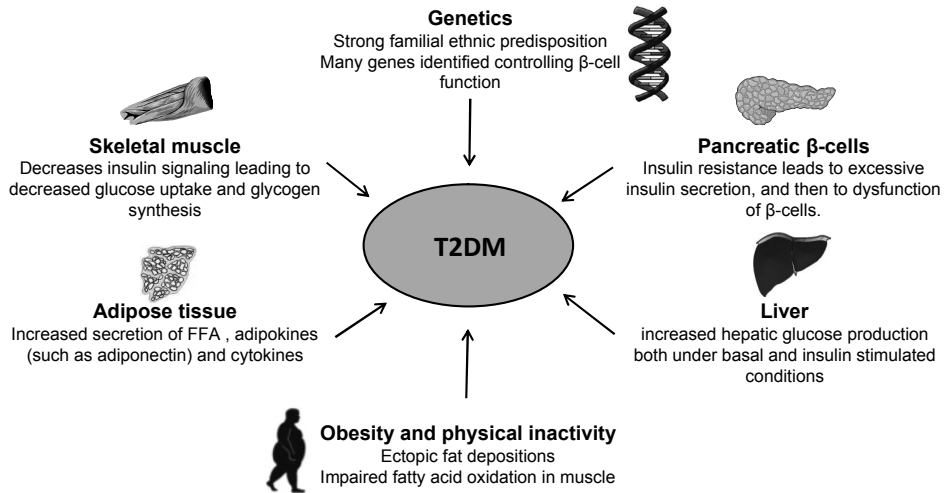 Genetics
Strong familial ethnic predisposition
Many genes identified controlling β-cell
function
Skeletal muscle
Decreases insulin signaling leading to
decreased glucose uptake and glycogen
synthesis
Pancreatic β-cells
Insulin resistance leads to excessive
insulin secretion, and then to dysfunction
of β-cells.
T2DM
Adipose tissue
Increased secretion of FFA , adipokines
(such as adiponectin) and cytokines
Liver
increased hepatic glucose production
both under basal and insulin stimulated
conditions
Obesity and physical inactivity
Ectopic fat depositions
Impaired fatty acid oxidation in muscle